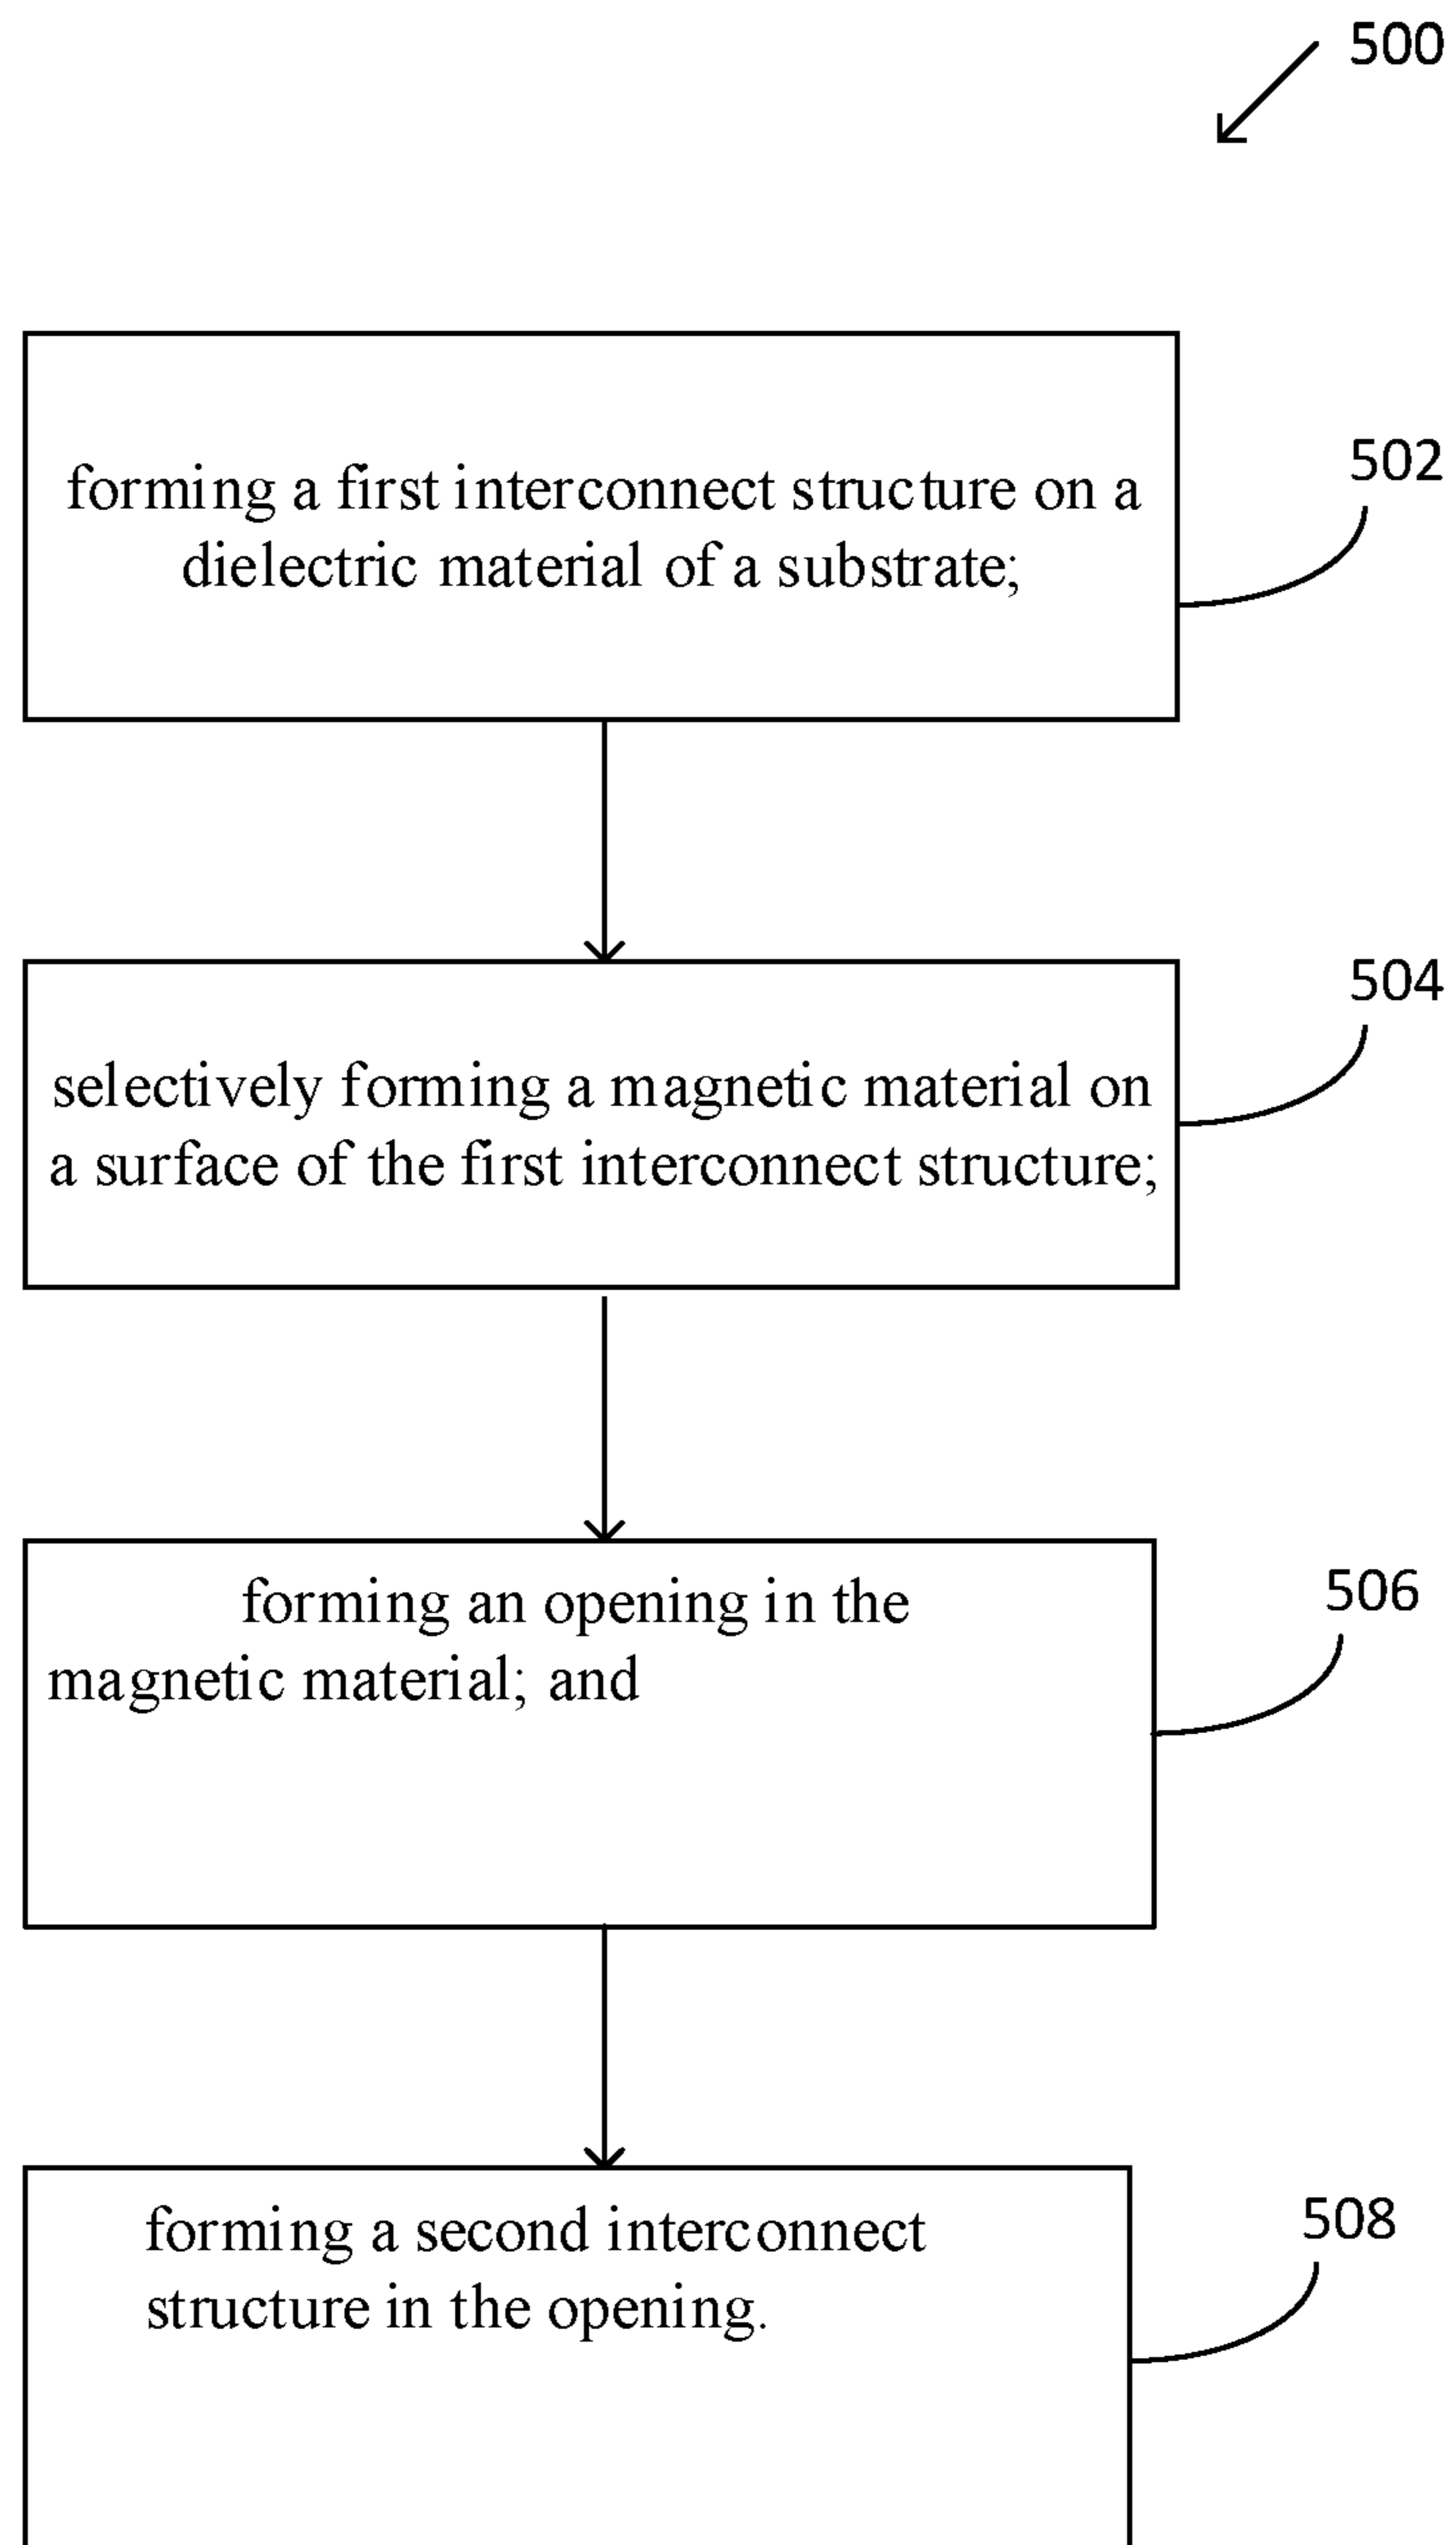 500
forming a first interconnect structure on a
dielectric material of a substrate;
502
selectively forming a magnetic material on
a surface of the first interconnect structure;
504
forming an opening in the
magnetic material; and
506
forming a second interconnect
structure in the opening.
508